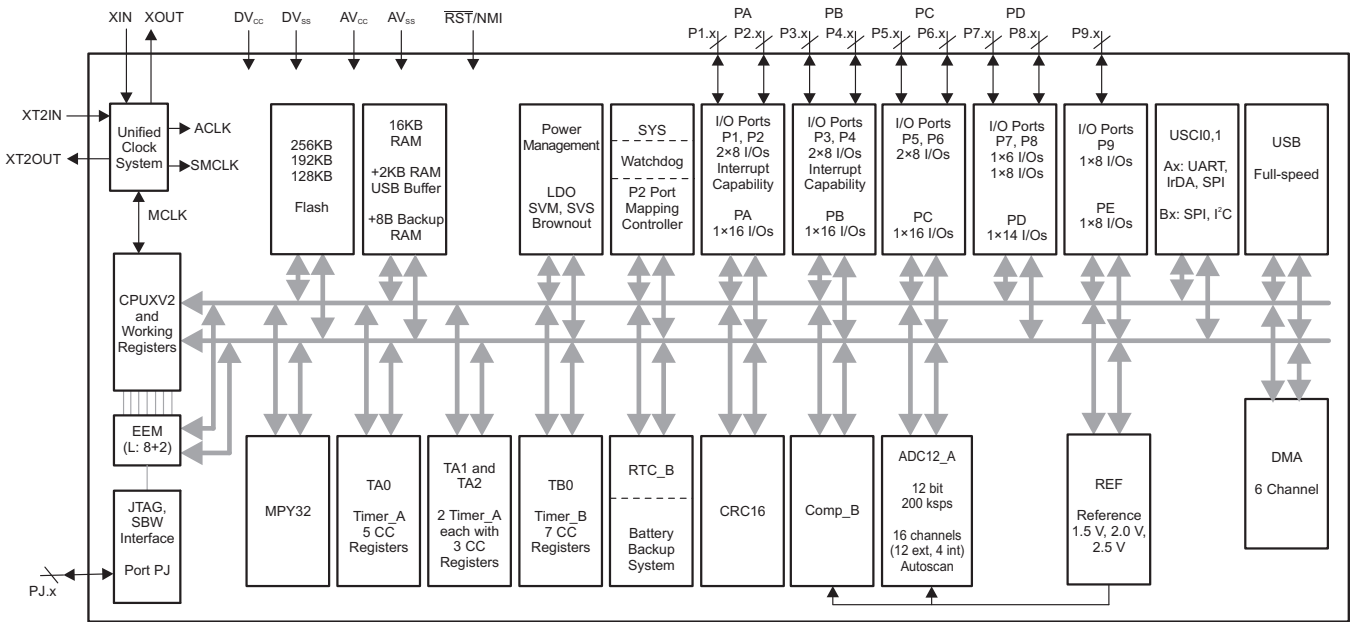 XIN
XOUT
DVCC
DVSS
AVCC
AVSS
RST/NMI
PA
P1.x
P2.x
PB
P3.x
P4.x
PC
P5.x
P6.x
PD
P7.x
P8.x
P9.x
XT2IN
XT2OUT
Unified
Clock
System
ACLK
SMCLK
MCLK
256KB
192KB
128KB
Flash
16KB
RAM
+2KB RAM
USB Buffer
+8B Backup
RAM
Power
Management
LDO
SVM, SVS
Brownout
SYS
Watchdog
P2 Port
Mapping
Controller
I/O Ports
P1, P2
2×8 I/Os
Interrupt
Capability
PA
1×16 I/Os
I/O Ports
P3, P4
2×8 I/Os
Interrupt
Capability
PB
1×16 I/Os
I/O Ports
P5, P6
2×8 I/Os
PC
1×16 I/Os
I/O Ports
P7, P8
1×6 I/Os
1×8 I/Os
PD
1×14 I/Os
I/O Ports
P9
1×8 I/Os
PE
1×8 I/Os
USCI0,1
Ax: UART,
IrDA, SPI
Bx: SPI, I²C
USB
Full-speed
CPUXV2
and
Working
Registers
EEM
(L: 8+2)
JTAG,
SBW
Interface
Port PJ
PJ.x
MPY32
TA0
Timer_A
5 CC
Registers
TA1 and
TA2
2 Timer_A
each with
3 CC
Registers
TB0
Timer_B
7 CC
Registers
RTC_B
Battery
Backup
System
CRC16
Comp_B
ADC12_A
12 bit
200 ksps
16 channels
(12 ext, 4 int)
Autoscan
REF
Reference
1.5 V, 2.0 V,
2.5 V
DMA
6 Channel